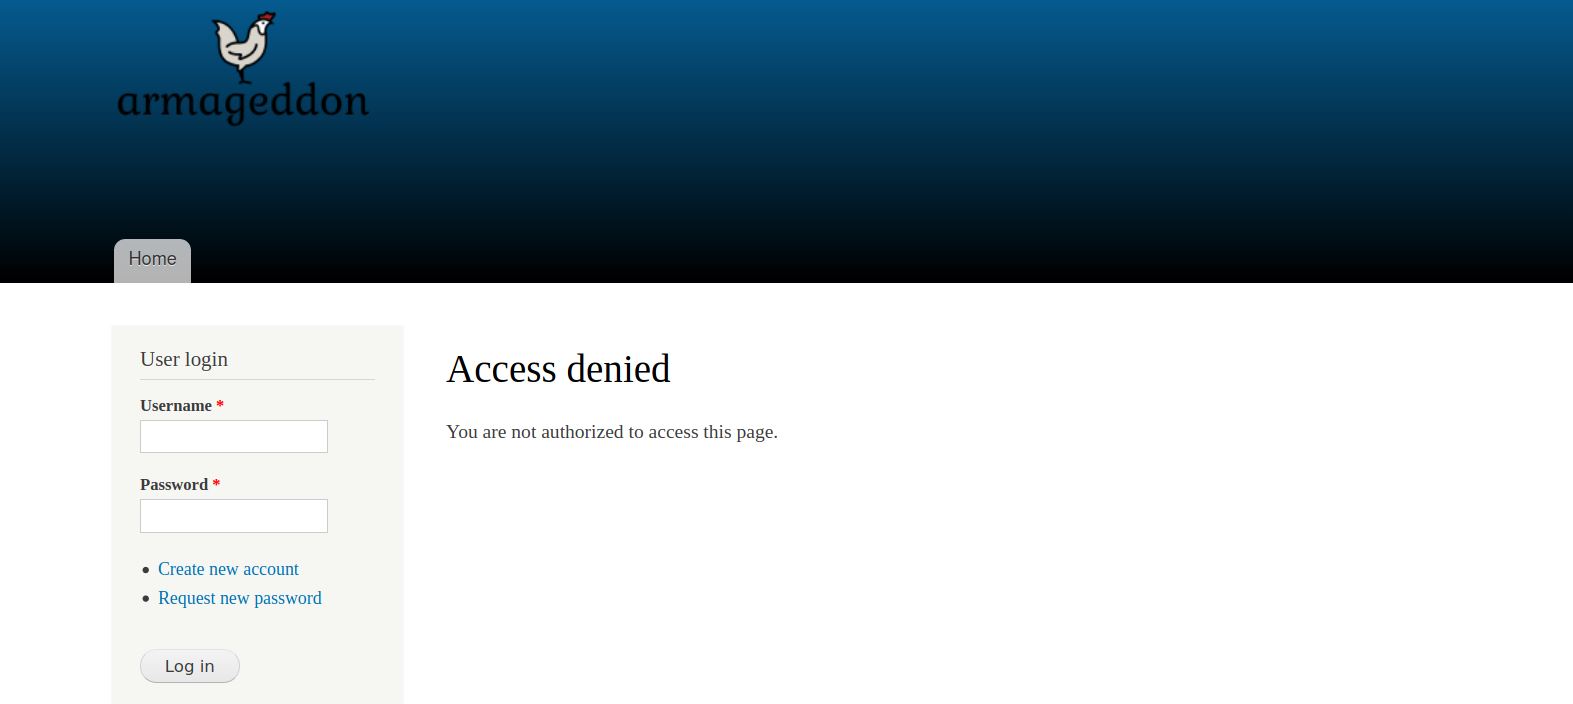 armageddon
Home
User login
Username *
Password *
Create new account
Request new password
Log in
Access denied
You are not authorized to access this page.